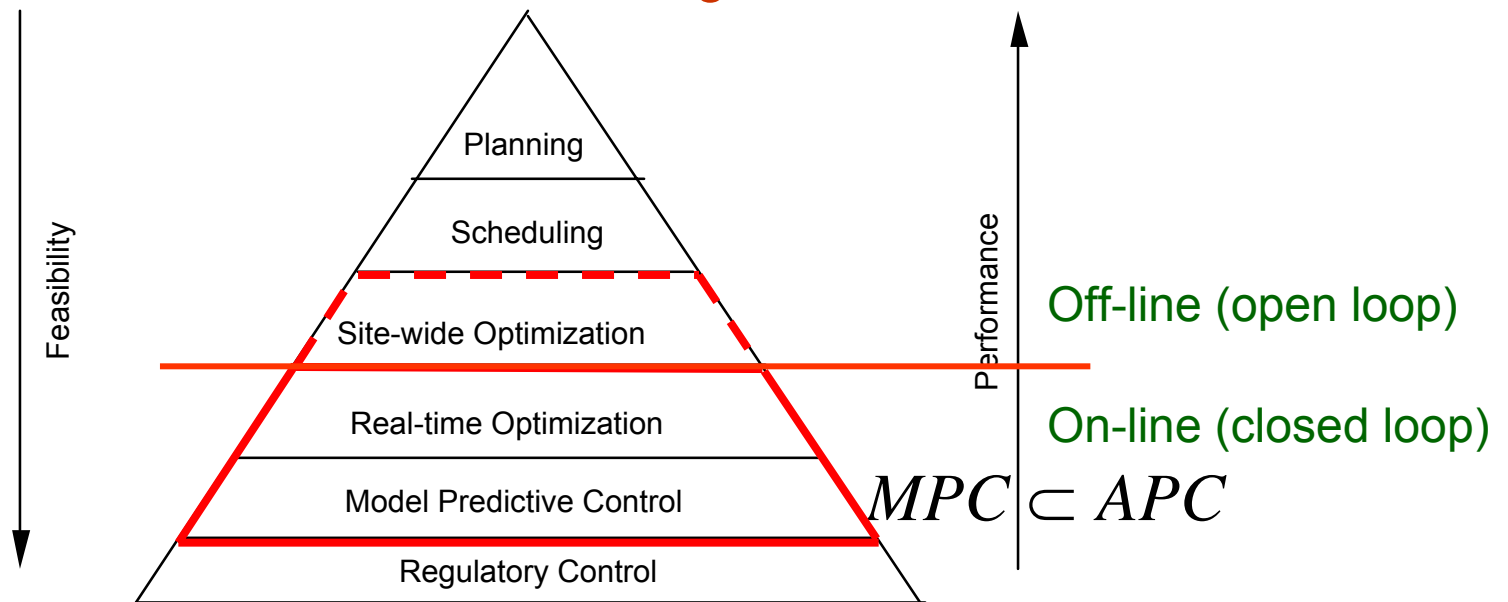 Planning
Scheduling
Site-wide Optimization
Real-time Optimization
Model Predictive Control
Regulatory Control
Feasibility
Performance
Off-line (open loop)
On-line (closed loop)
MPC ⊂ APC